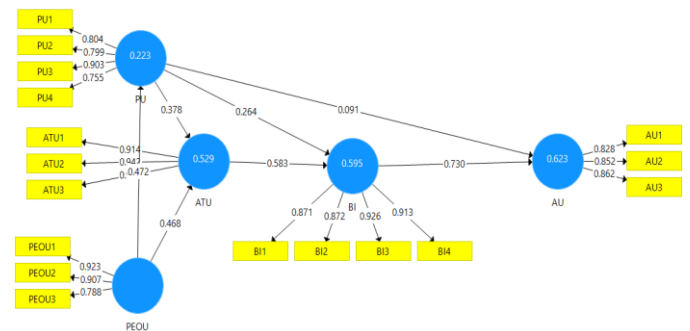 PU1
PU2
PU3
PU4
0.804
0.799
0.903
0.755
0.223
PU
0.378
0.264
0.091
ATU1
ATU2
ATU3
0.914
0.472
0.529
ATU
0.583
0.595
BI
0.730
0.623
AU
0.828
0.852
0.862
AU1
AU2
AU3
0.468
0.871
0.872
0.926
0.913
BI1
BI2
BI3
BI4
PEOU1
PEOU2
PEOU3
0.923
0.907
0.788
PEOU